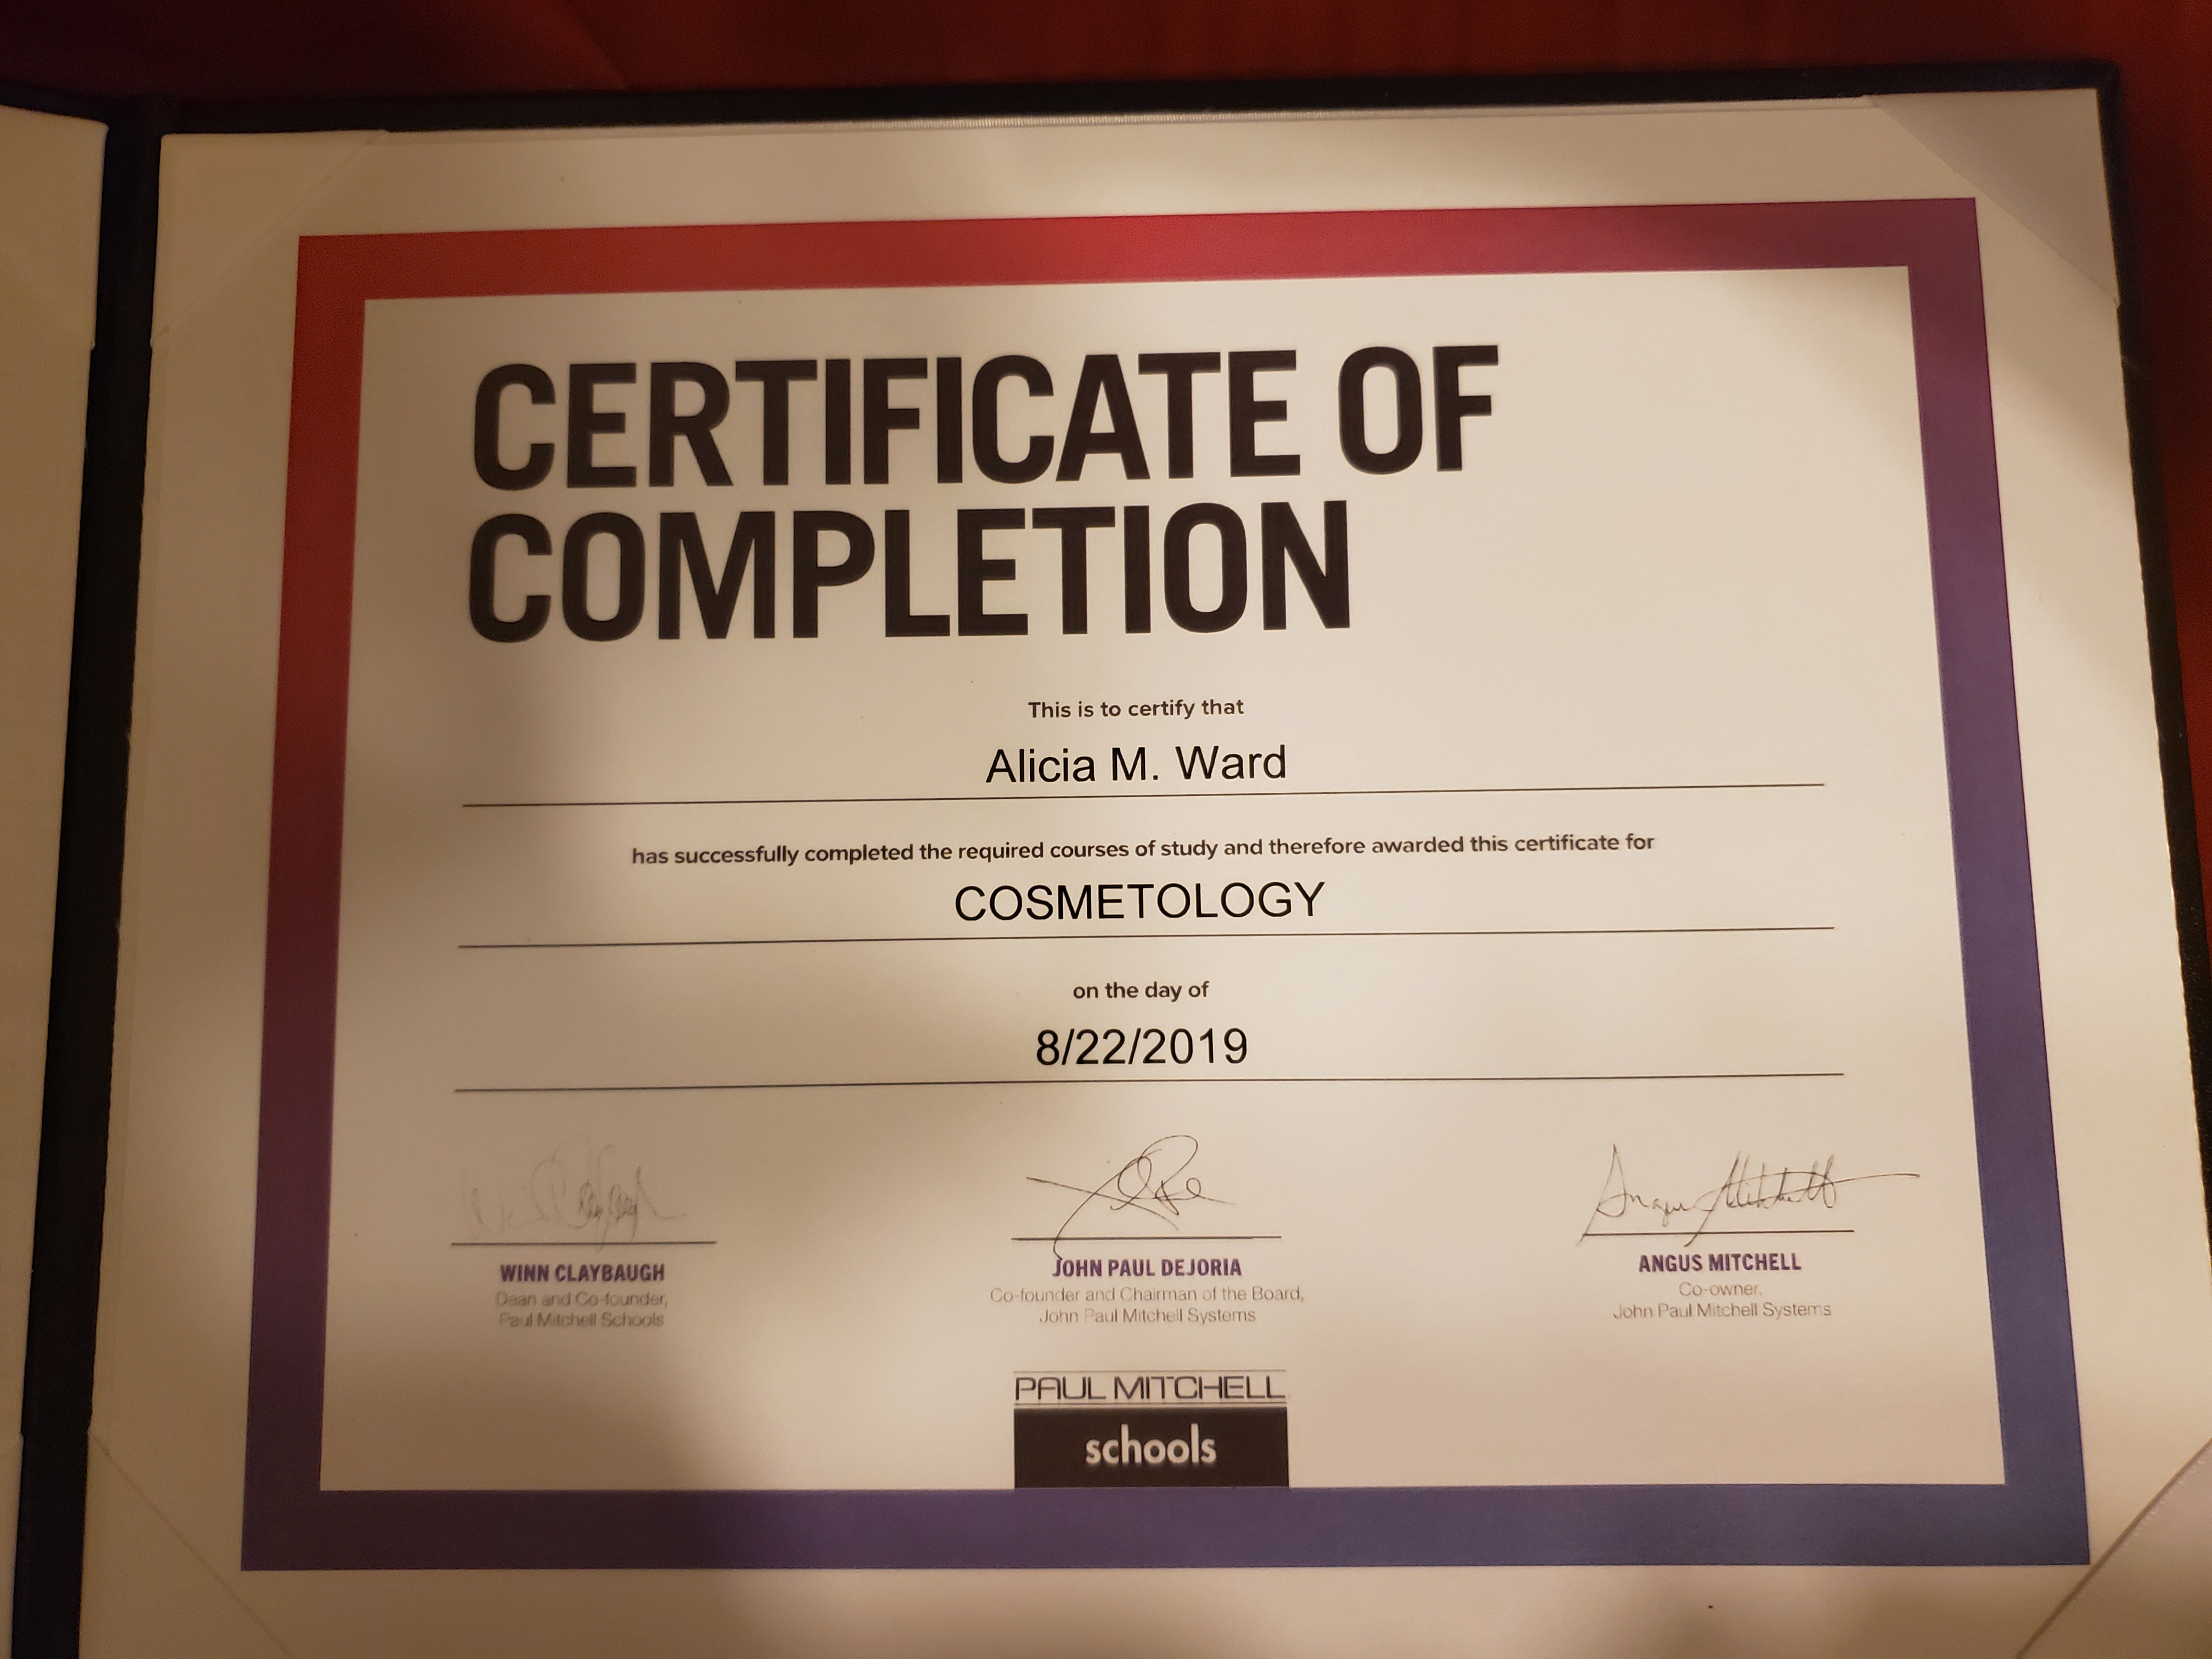 CERTIFICATE OF
COMPLETION
This is to certify that
Alicia M. Ward
has successfully completed the required courses of study and therefore awarded this certificate for
COSMETOLOGY
on the day of
8/22/2019
Angus Mitchell
WINN CLAYBAUGH
Dean and Co-founder,
Paul Mitchell Schools
JOHN PAUL DEJORIA
Co-founder and Chairman of the Board,
John Paul Mitchell Systems
ANGUS MITCHELL
Co-owner,
John Paul Mitchell Systems
PAUL MITCHELL
schools